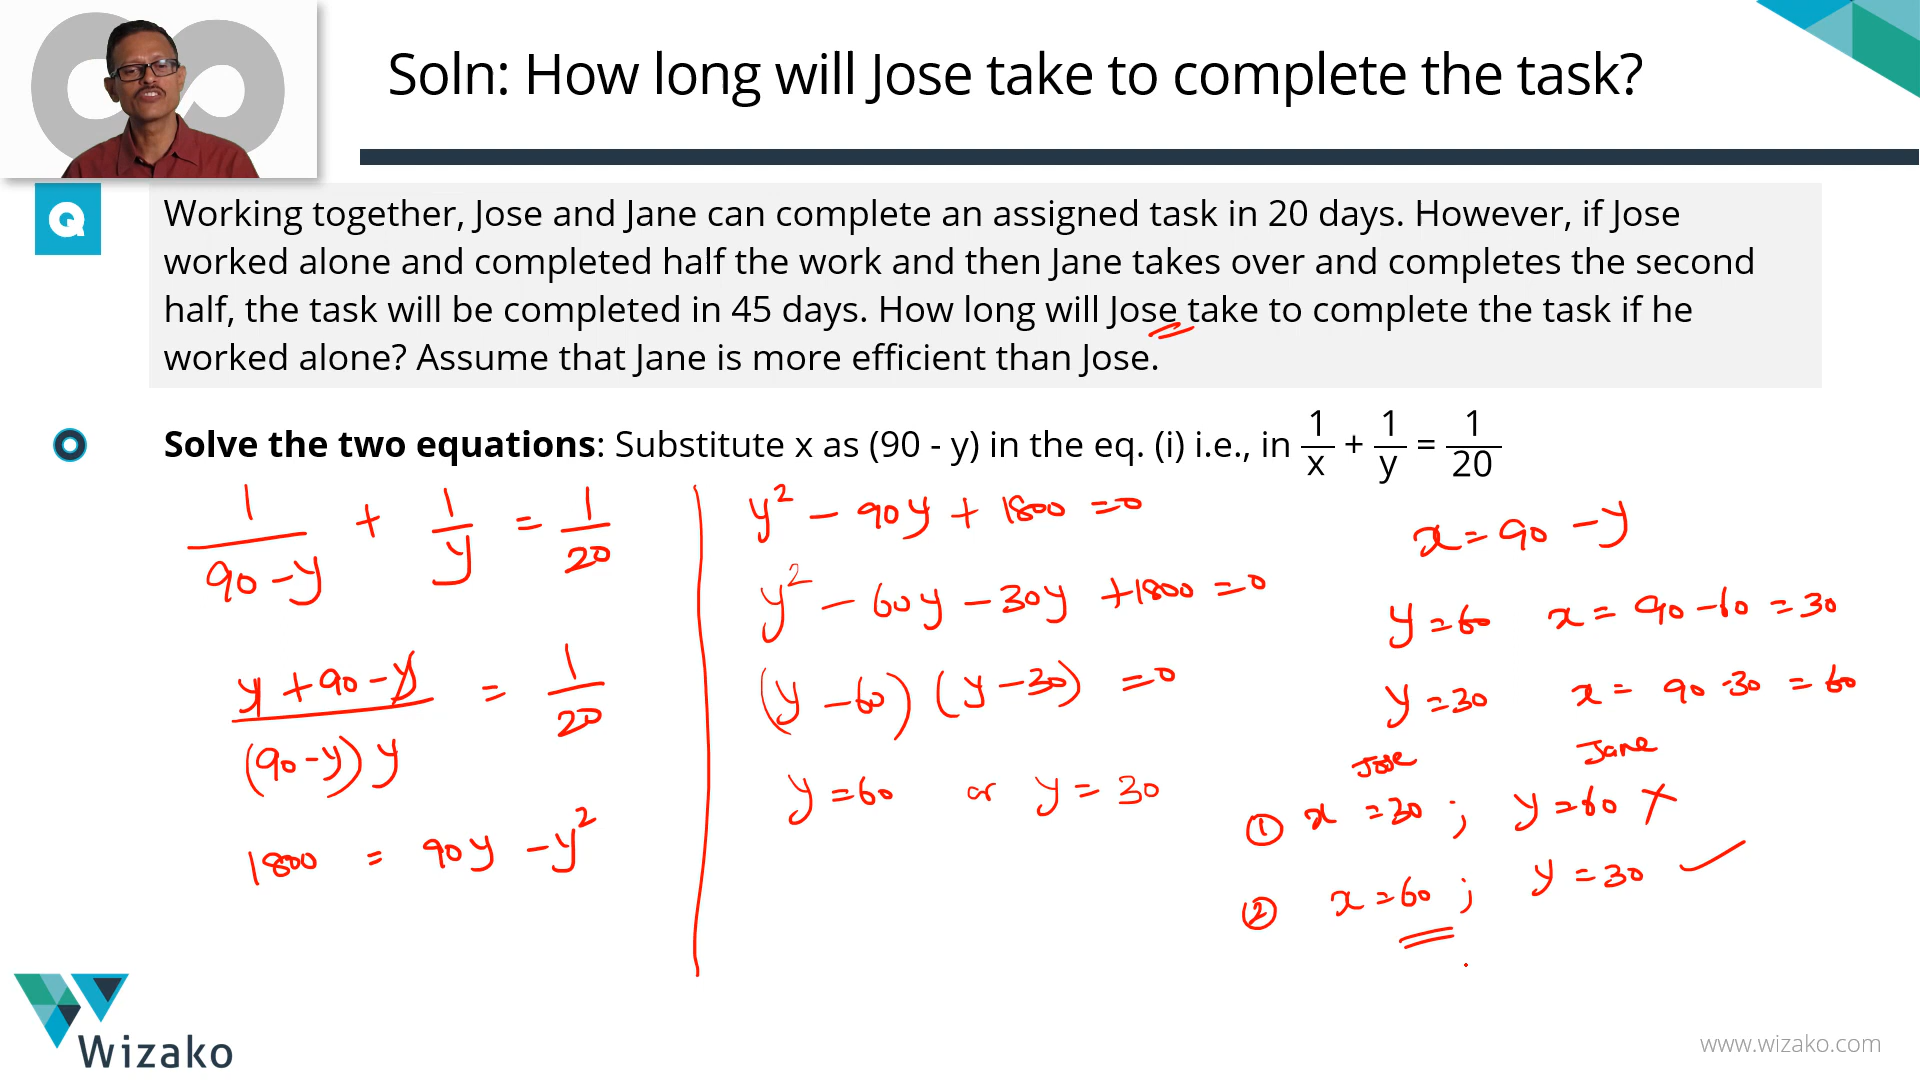 Soln: How long will Jose take to complete the task?
Q
Working together, Jose and Jane can complete an assigned task in 20 days. However, if Jose
worked alone and completed half the work and then Jane takes over and completes the second
half, the task will be completed in 45 days. How long will Jose take to complete the task if he
worked alone? Assume that Jane is more efficient than Jose.
Solve the two equations: Substitute x as (90 - y) in the eq. (i) i.e., in 1/x + 1/y = 1/20
1/(90-y) + 1/y = 1/20
(y+90-y)/((90-y)y) = 1/20
1800 = 90y - y²
y² - 90y + 1800 = 0
y² - 60y - 30y + 1800 = 0
(y - 60) (y - 30) = 0
y = 60 or y = 30
x = 90 - y
y = 60 x = 90 - 60 = 30
y = 30 x = 90 - 30 = 60
Jose Jane
① x = 30 ; y = 60 ✗
② x = 60 ; y = 30 ✓
Wizako
www.wizako.com